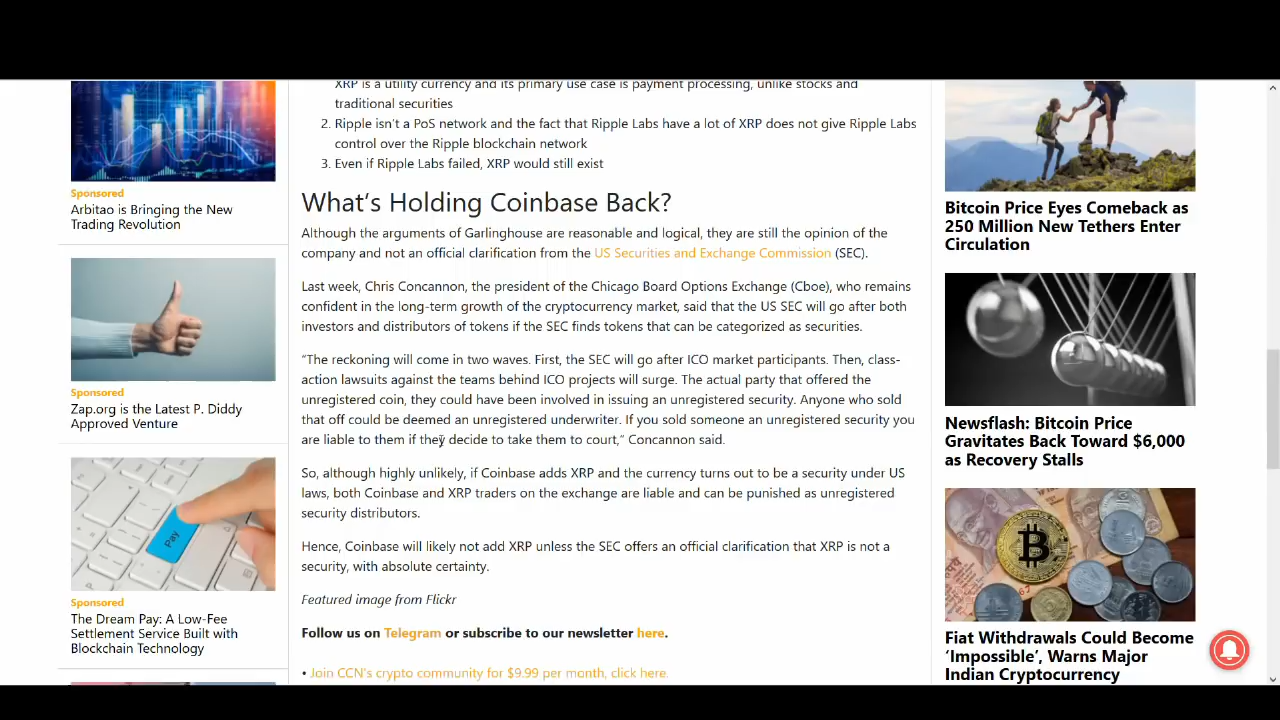 Sponsored
Arbitao is Bringing the New
Trading Revolution
Sponsored
Zap.org is the Latest P. Diddy
Approved Venture
Pay
Sponsored
The Dream Pay: A Low-Fee
Settlement Service Built with
Blockchain Technology
XRP is a utility currency and its primary use case is payment processing, unlike stocks and
traditional securities
2. Ripple isn't a PoS network and the fact that Ripple Labs have a lot of XRP does not give Ripple Labs
control over the Ripple blockchain network
3. Even if Ripple Labs failed, XRP would still exist
What's Holding Coinbase Back?
Although the arguments of Garlinghouse are reasonable and logical, they are still the opinion of the
company and not an official clarification from the US Securities and Exchange Commission (SEC).
Last week, Chris Concannon, the president of the Chicago Board Options Exchange (Cboe), who remains
confident in the long-term growth of the cryptocurrency market, said that the US SEC will go after both
investors and distributors of tokens if the SEC finds tokens that can be categorized as securities.
“The reckoning will come in two waves. First, the SEC will go after ICO market participants. Then, class-
action lawsuits against the teams behind ICO projects will surge. The actual party that offered the
unregistered coin, they could have been involved in issuing an unregistered security. Anyone who sold
that off could be deemed an unregistered underwriter. If you sold someone an unregistered security you
are liable to them if they decide to take them to court,” Concannon said.
So, although highly unlikely, if Coinbase adds XRP and the currency turns out to be a security under US
laws, both Coinbase and XRP traders on the exchange are liable and can be punished as unregistered
security distributors.
Hence, Coinbase will likely not add XRP unless the SEC offers an official clarification that XRP is not a
security, with absolute certainty.
Featured image from Flickr
Follow us on Telegram or subscribe to our newsletter here.
• Join CCN's crypto community for $9.99 per month, click here.
Bitcoin Price Eyes Comeback as
250 Million New Tethers Enter
Circulation
Newsflash: Bitcoin Price
Gravitates Back Toward $6,000
as Recovery Stalls
Fiat Withdrawals Could Become
‘Impossible’, Warns Major
Indian Cryptocurrency